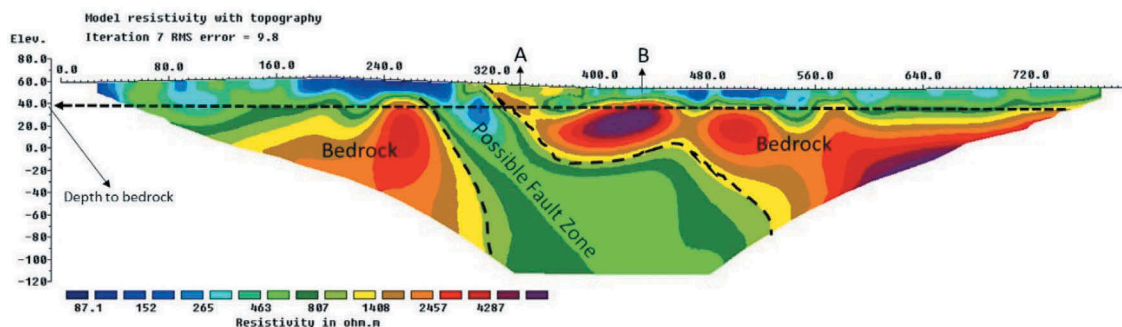 Model resistivity with topography
Iteration 7 RMS error = 9.8
Elev.
A B
0.0 80.0 160.0 240.0 320.0 400.0 480.0 560.0 640.0 720.0
80.0
60.0
40.0
20.0
0.0
-20
-40
-60
-80
-100
-120
Bedrock
Possible Fault Zone
Bedrock
Depth to bedrock
87.1 152 265 463 807 1408 2457 4287
Resistivity in ohm.m